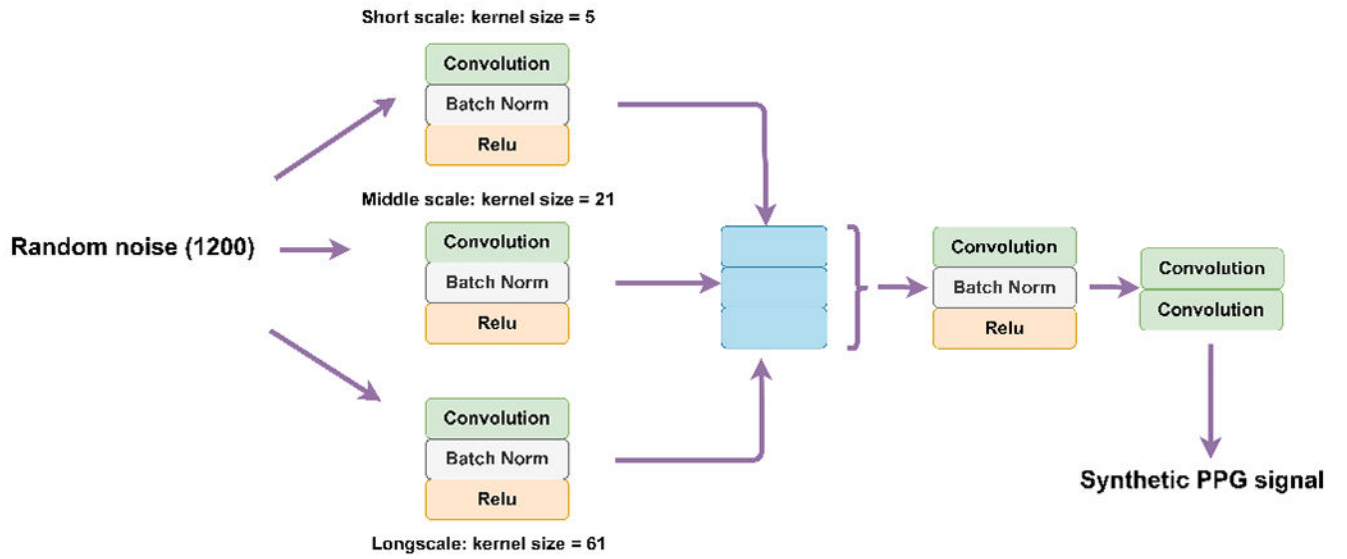 Short scale: kernel size = 5
Convolution
Batch Norm
Relu
Random noise (1200)
Middle scale: kernel size = 21
Convolution
Batch Norm
Relu
Convolution
Batch Norm
Relu
Longscale: kernel size = 61
Convolution
Batch Norm
Relu
Convolution
Convolution
Synthetic PPG signal